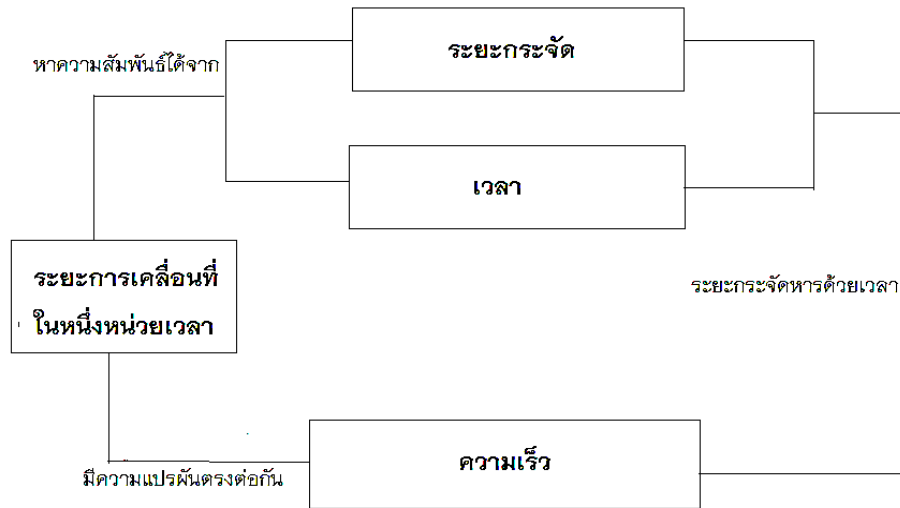 ระยะกระจัด
หาความสัมพันธ์ได้จาก
เวลา
ระยะการเคลื่อนที่
ในหนึ่งหน่วยเวลา
ระยะกระจัดหารด้วยเวลา
ความเร็ว
มีความแปรผันตรงต่อกัน